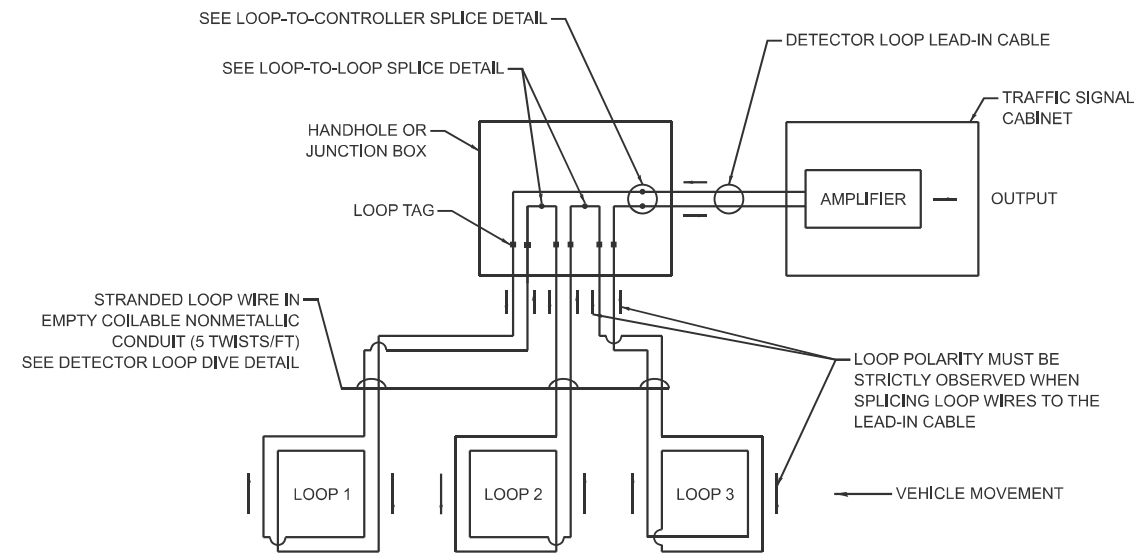 SEE LOOP-TO-CONTROLLER SPLICE DETAIL
DETECTOR LOOP LEAD-IN CABLE
SEE LOOP-TO-LOOP SPLICE DETAIL
TRAFFIC SIGNAL
CABINET
HANDHOLE OR
JUNCTION BOX
AMPLIFIER
OUTPUT
LOOP TAG
STRANDED LOOP WIRE IN
EMPTY COILABLE NONMETALLIC
CONDUIT (5 TWISTS/FT)
SEE DETECTOR LOOP DIVE DETAIL
LOOP POLARITY MUST BE
STRICTLY OBSERVED WHEN
SPLICING LOOP WIRES TO THE
LEAD-IN CABLE
LOOP 1
LOOP 2
LOOP 3
VEHICLE MOVEMENT